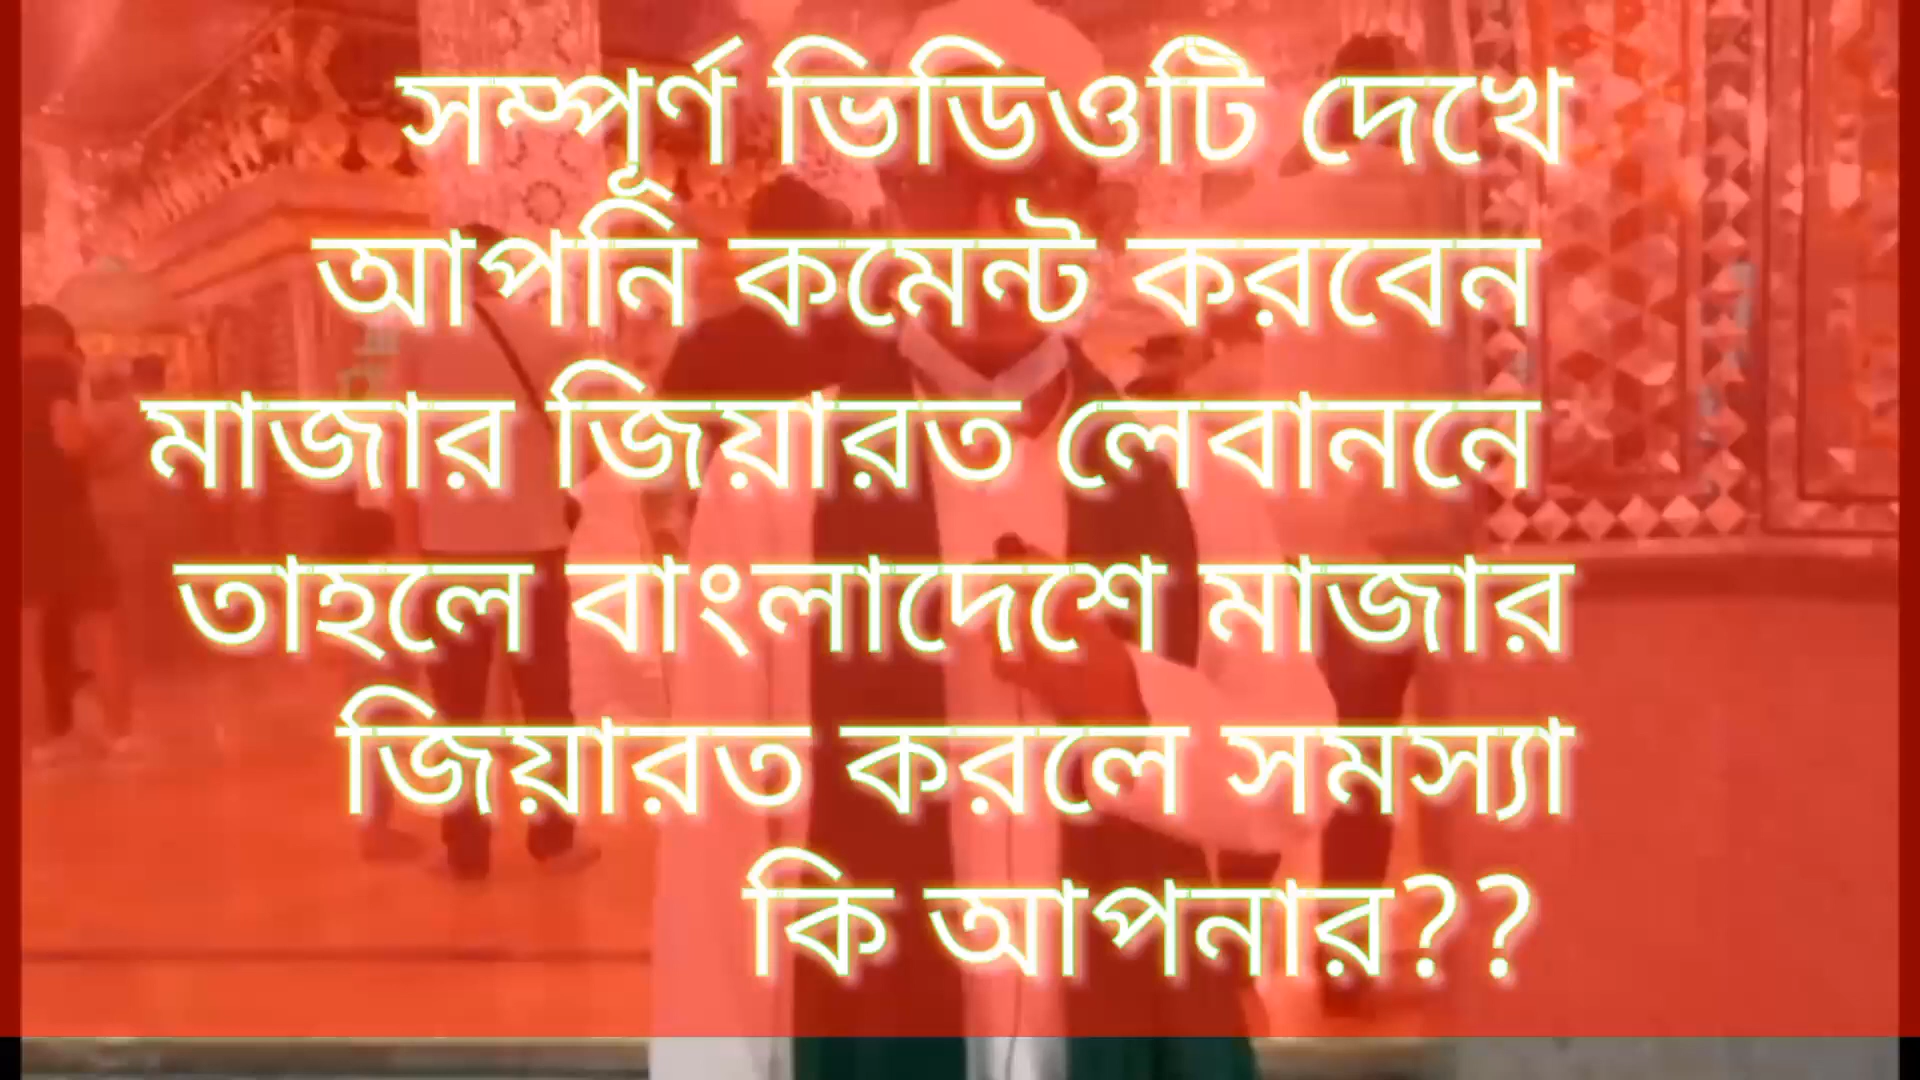 সম্পূর্ণ ভিডিওটি দেখে
আপনি কমেন্ট করবেন
মাজার জিয়ারত লেবাননে
তাহলে বাংলাদেশে মাজার
জিয়ারত করলে সমস্যা
কি আপনার??